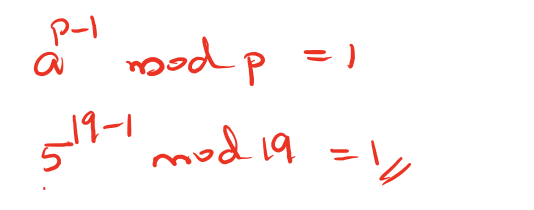 a^{p-1} mod p = 1
5^{19-1} mod 19 = 1